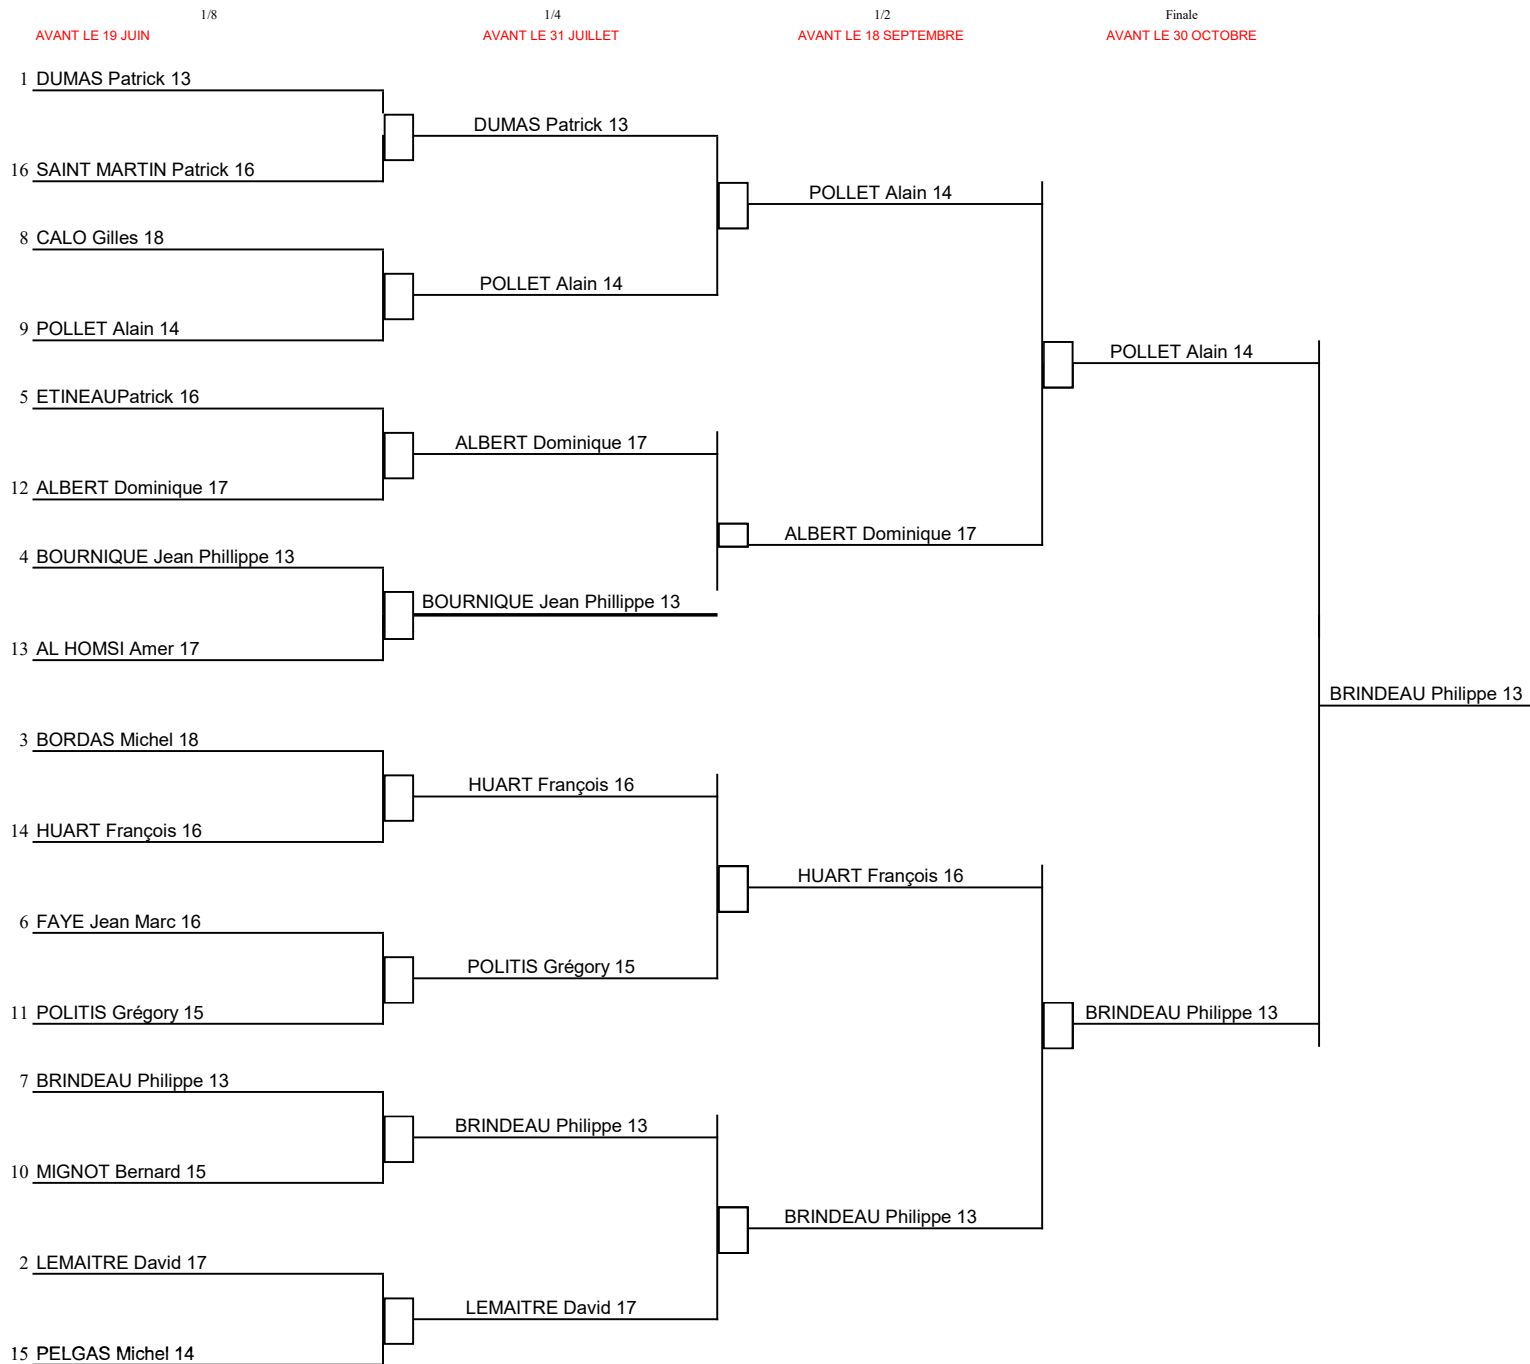 1/8 1/4 1/2 Finale
AVANT LE 19 JUIN AVANT LE 31 JUILLET AVANT LE 18 SEPTEMBRE AVANT LE 30 OCTOBRE
1 DUMAS Patrick 13
DUMAS Patrick 13
16 SAINT MARTIN Patrick 16
POLLET Alain 14
8 CALO Gilles 18
POLLET Alain 14
9 POLLET Alain 14
POLLET Alain 14
5 ETINEAUPatrick 16
ALBERT Dominique 17
12 ALBERT Dominique 17
ALBERT Dominique 17
4 BOURNIQUE Jean Phillippe 13
BOURNIQUE Jean Phillippe 13
13 AL HOMSI Amer 17
BRINDEAU Philippe 13
3 BORDAS Michel 18
HUART François 16
14 HUART François 16
HUART François 16
6 FAYE Jean Marc 16
POLITIS Grégory 15
11 POLITIS Grégory 15
BRINDEAU Philippe 13
7 BRINDEAU Philippe 13
BRINDEAU Philippe 13
10 MIGNOT Bernard 15
BRINDEAU Philippe 13
2 LEMAITRE David 17
LEMAITRE David 17
15 PELGAS Michel 14